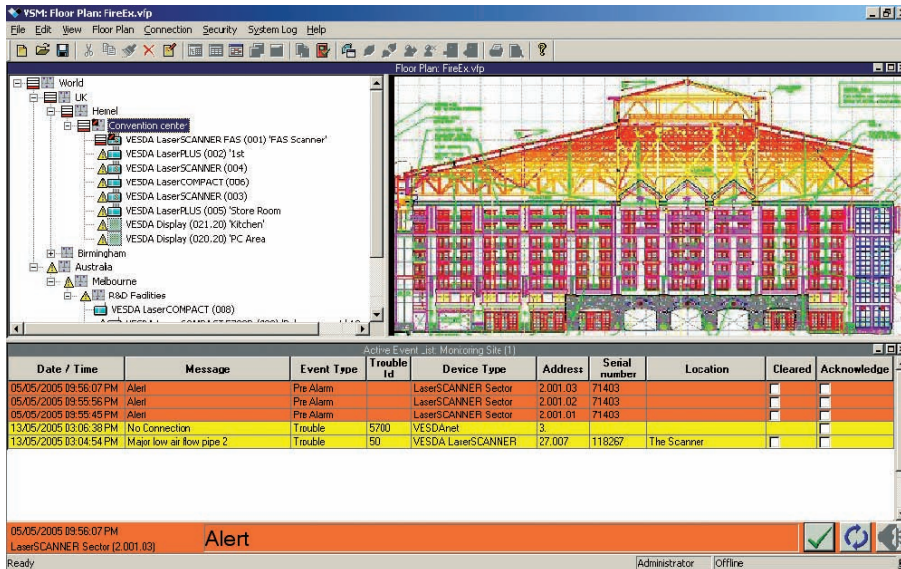 VSM: Floor Plan: FireEx.vfp
File Edit View Floor Plan Connection Security System Log Help
Floor Plan: FireEx.vfp
World
UK
Hemel
Convention center
VESDA LaserSCANNER FAS (001) 'FAS Scanner'
VESDA LaserPLUS (002) '1st
VESDA LaserSCANNER (004)
VESDA LaserCOMPACT (006)
VESDA LaserSCANNER (003)
VESDA LaserPLUS (005) 'Store Room
VESDA Display (021.20) 'Kitchen'
VESDA Display (020.20) 'PC Area
Birmingham
Australia
Melbourne
R&D Facilities
VESDA LaserCOMPACT (008)
Active Event List: Monitoring Site (1)
Date / Time Message Event Type Trouble Id Device Type Address Serial number Location Cleared Acknowledge
05/05/2005 09:56:07 PM Alert Pre Alarm LaserSCANNER Sector 2.001.03 71403
05/05/2005 09:55:56 PM Alert Pre Alarm LaserSCANNER Sector 2.001.02 71403
05/05/2005 09:55:45 PM Alert Pre Alarm LaserSCANNER Sector 2.001.01 71403
13/05/2005 03:06:38 PM No Connection Trouble 5700 VESDAnet 3.
13/05/2005 03:04:54 PM Major low air flow pipe 2 Trouble 50 VESDA LaserSCANNER 27.007 118267 The Scanner
05/05/2005 09:56:07 PM
LaserSCANNER Sector (2.001.03)
Alert
Ready Administrator Offline